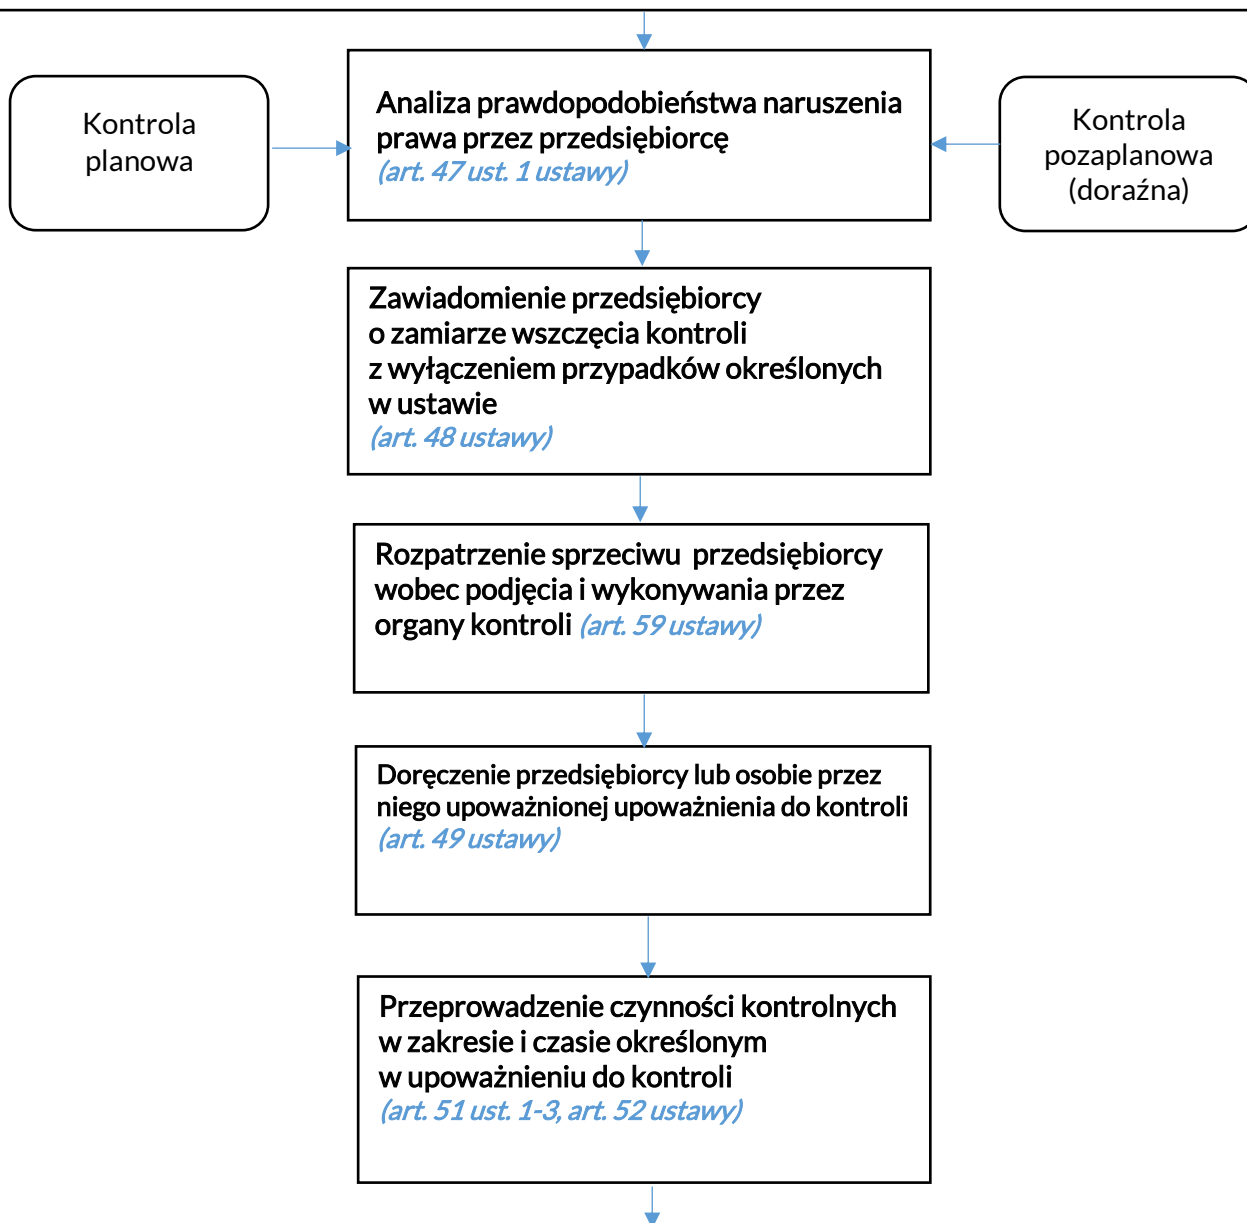 Kontrola
planowa
Analiza prawdopodobieństwa naruszenia
prawa przez przedsiębiorcę
(art. 47 ust. 1 ustawy)
Kontrola
pozaplanowa
(doraźna)
Zawiadomienie przedsiębiorcy
o zamiarze wszczęcia kontroli
z wyłączeniem przypadków określonych
w ustawie
(art. 48 ustawy)
Rozpatrzenie sprzeciwu przedsiębiorcy
wobec podjęcia i wykonywania przez
organy kontroli (art. 59 ustawy)
Doręczenie przedsiębiorcy lub osobie przez
niego upoważnionej upoważnienia do kontroli
(art. 49 ustawy)
Przeprowadzenie czynności kontrolnych
w zakresie i czasie określonym
w upoważnieniu do kontroli
(art. 51 ust. 1-3, art. 52 ustawy)